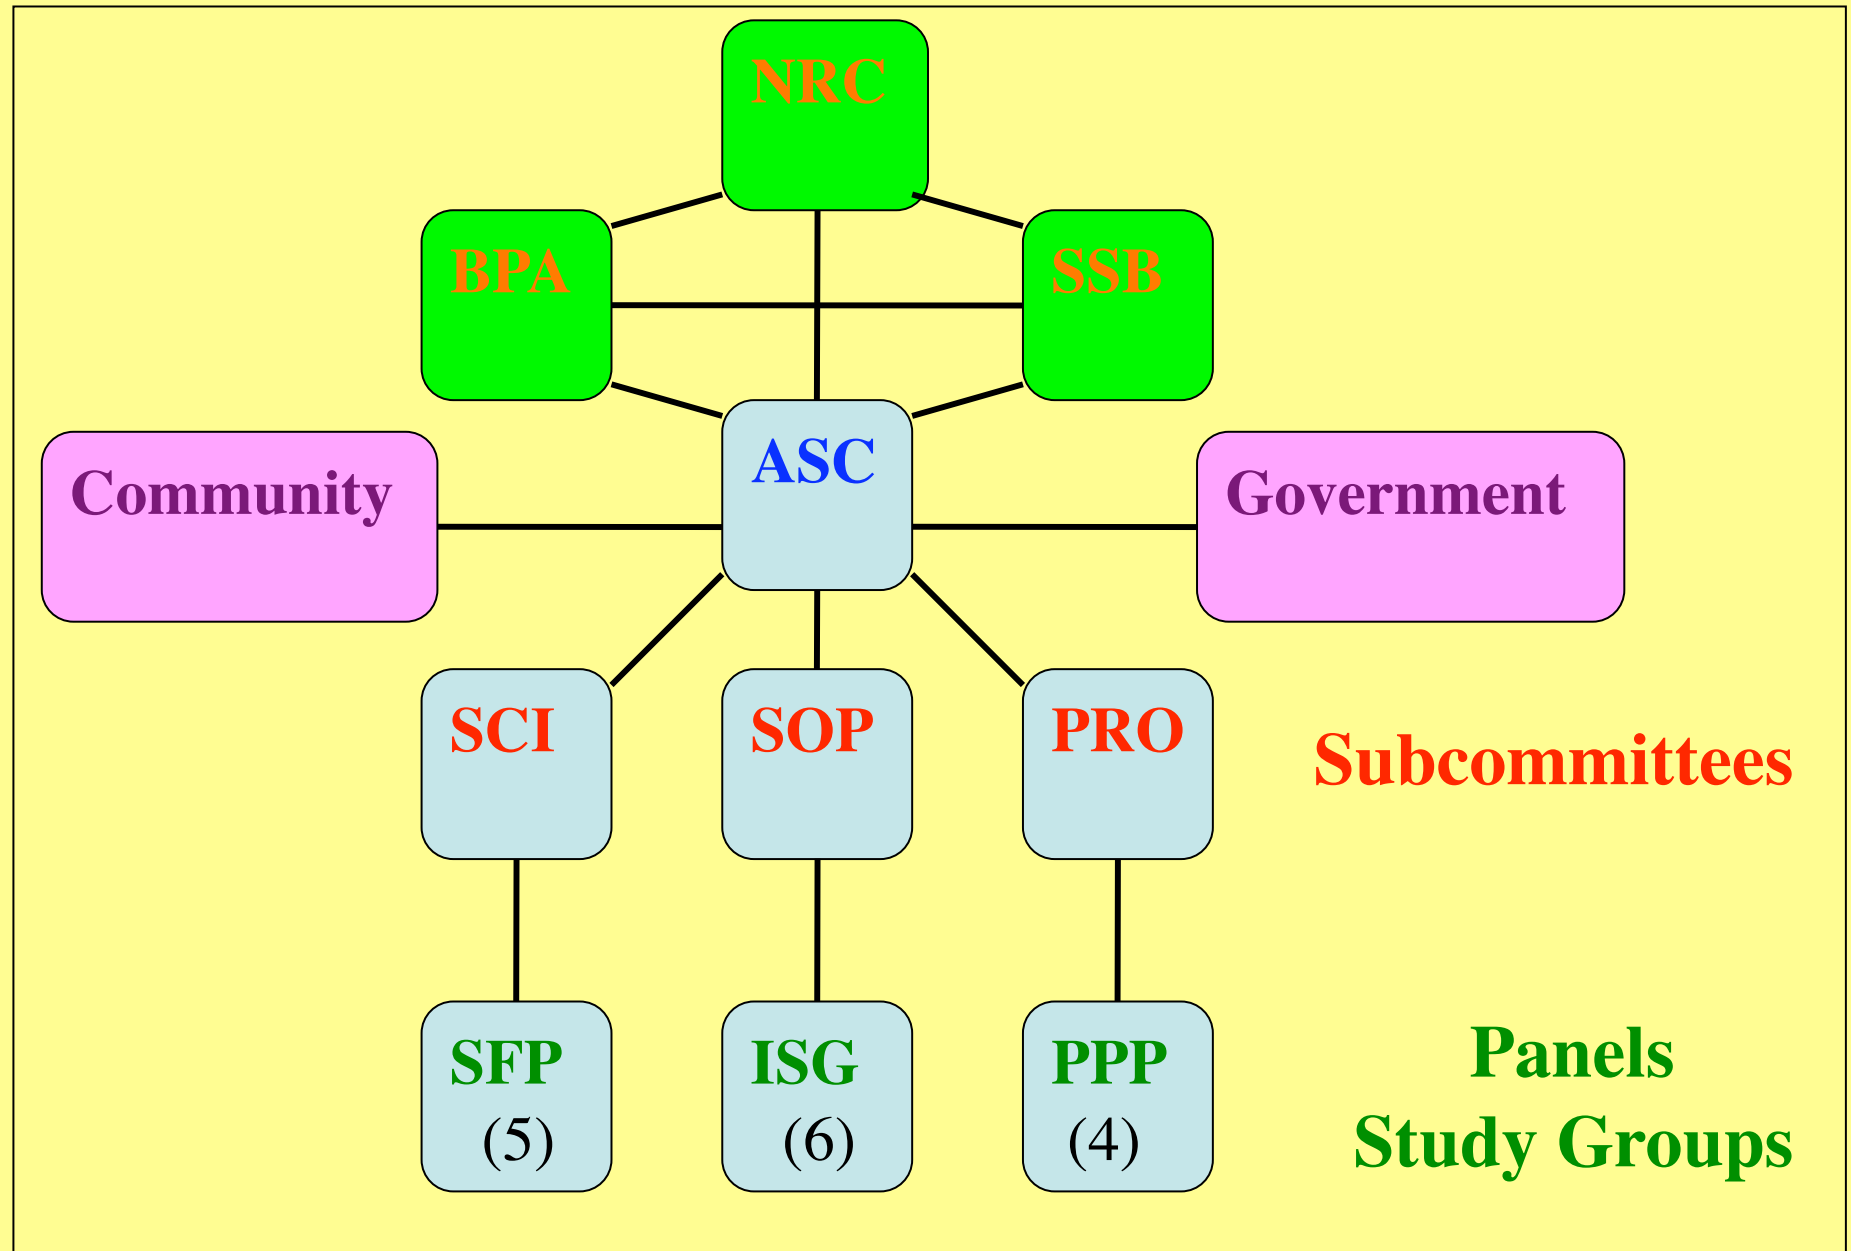 NRC
BPA
SSB
ASC
Community
Government
SCI
SOP
PRO
Subcommittees
SFP
(5)
ISG
(6)
PPP
(4)
Panels
Study Groups